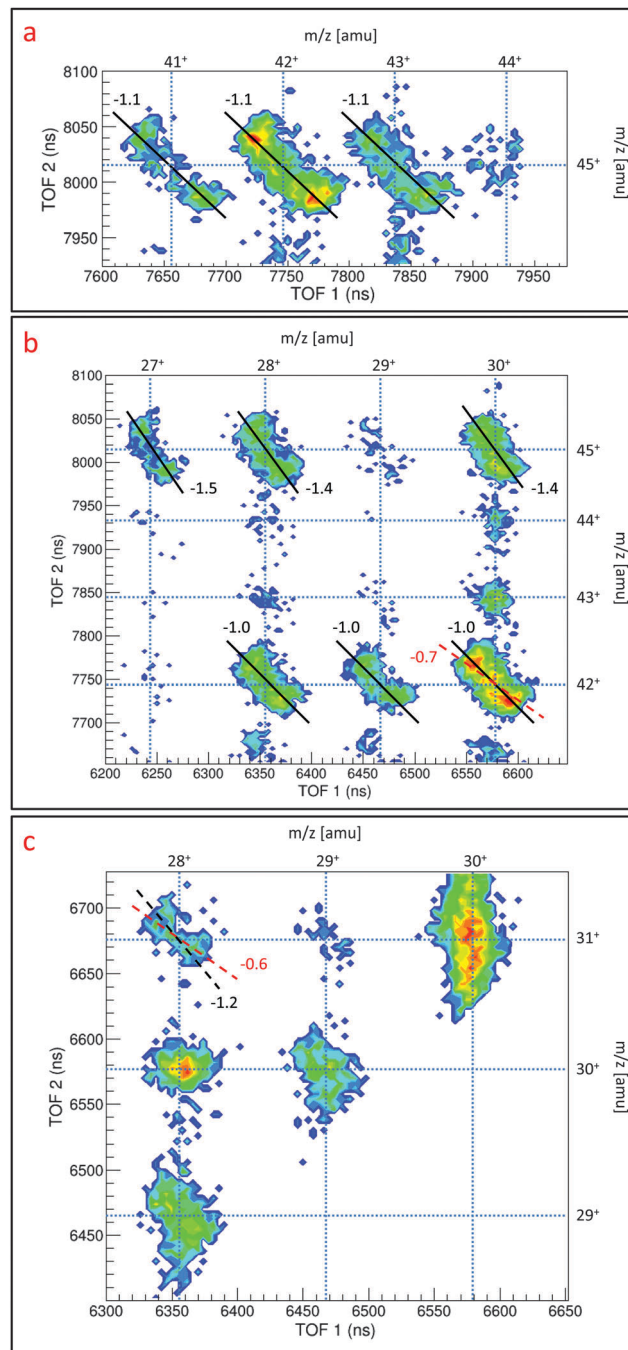 a
m/z [amu]
41⁺ 42⁺ 43⁺ 44⁺
8100
8050
8000
7950
TOF 2 (ns)
-1.1 -1.1 -1.1
45⁺
m/z [amu]
7600 7650 7700 7750 7800 7850 7900 7950
TOF 1 (ns)
b
m/z [amu]
27⁺ 28⁺ 29⁺ 30⁺
8100
8050
8000
7950
7900
7850
7800
7750
7700
TOF 2 (ns)
-1.5 -1.4 -1.4
-1.0 -1.0 -1.0
-0.7
45⁺
44⁺
43⁺
42⁺
m/z [amu]
6200 6250 6300 6350 6400 6450 6500 6550 6600
TOF 1 (ns)
c
m/z [amu]
28⁺ 29⁺ 30⁺
6700
6650
6600
6550
6500
6450
TOF 2 (ns)
-0.6
-1.2
31⁺
30⁺
29⁺
m/z [amu]
6300 6350 6400 6450 6500 6550 6600 6650
TOF 1 (ns)